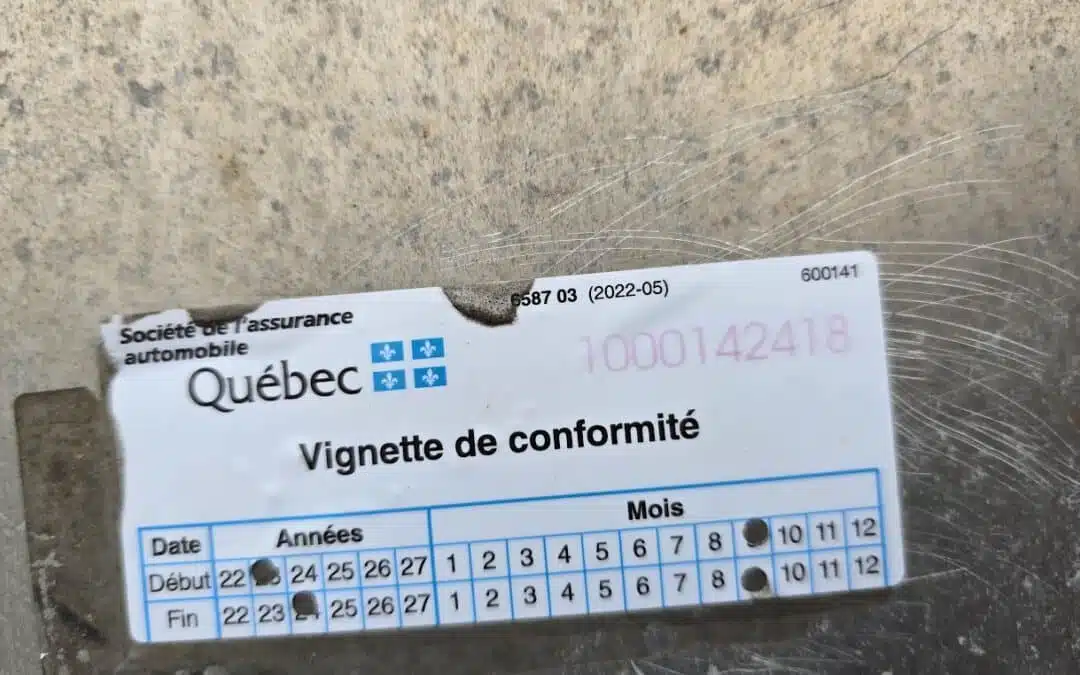 6587 03 (2022-05)
600141
Société de l'assurance
automobile
Québec
1000142418
Vignette de conformité
Date Années Mois
Début 22 24 25 26 27 1 2 3 4 5 6 7 8 10 11 12
Fin 22 23 25 26 27 1 2 3 4 5 6 7 8 10 11 12